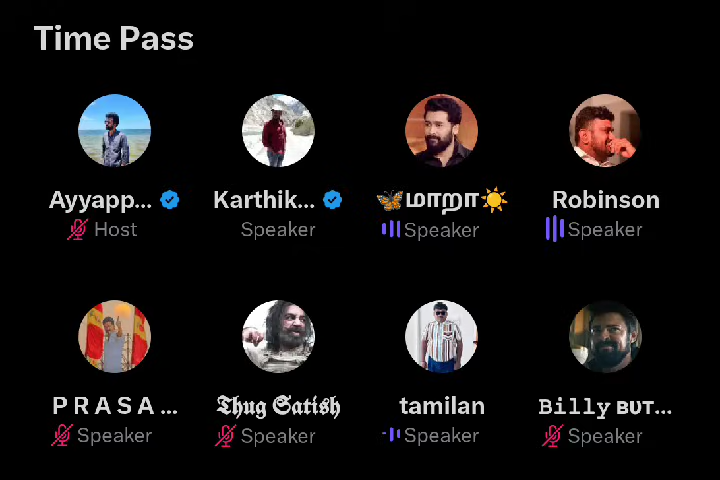 Time Pass
Ayyapp... Karthik... 🦋மாறா☀️ Robinson
Host Speaker Speaker Speaker
P R A S A ... 𝕿𝖍𝖚𝖌 𝕾𝖆𝖙𝖎𝖘𝖍 tamilan 𝙱𝚒𝚕𝚕𝚢 ʙᴜᴛ...
Speaker Speaker Speaker Speaker